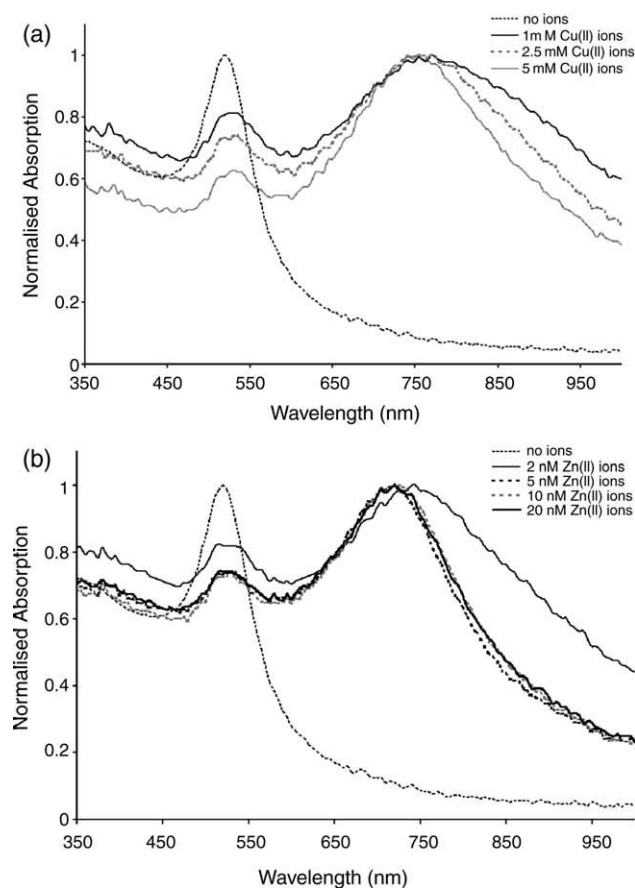 (a)
no ions
1m M Cu(II) ions
2.5 mM Cu(II) ions
5 mM Cu(II) ions
1
0.8
0.6
0.4
0.2
0
Normalised Absorption
350 450 550 650 750 850 950
Wavelength (nm)
(b)
no ions
2 nM Zn(II) ions
5 nM Zn(II) ions
10 nM Zn(II) ions
20 nM Zn(II) ions
1
0.8
0.6
0.4
0.2
0
Normalised Absorption
350 450 550 650 750 850 950
Wavelength (nm)